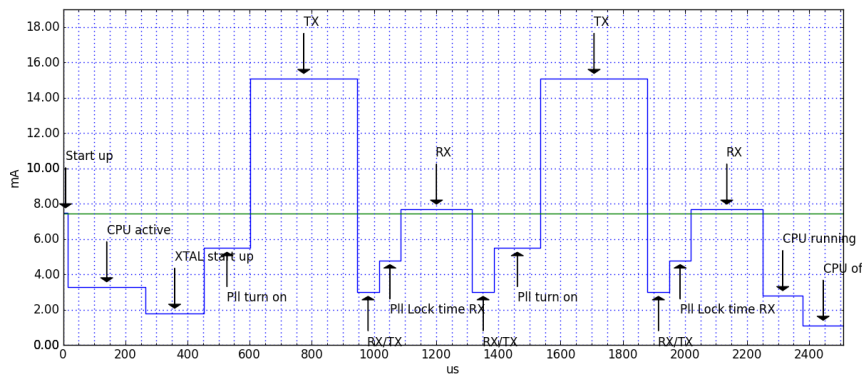 18.00
TX
TX
16.00
14.00
12.00
10.00
Start up
RX
RX
mA
8.00
6.00
CPU active
CPU running
XTAL start up
CPU of
4.00
Pll turn on
Pll turn on
2.00
Pll Lock time RX
Pll Lock time RX
0.00
RX/TX
RX/TX
RX/TX
0
200
400
600
800
1000
1200
1400
1600
1800
2000
2200
2400
us